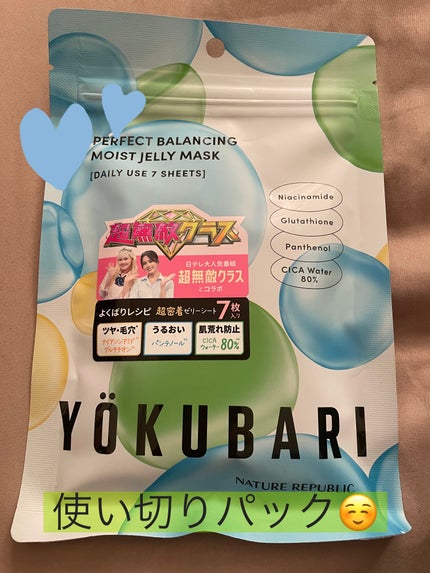 PERFECT BALANCING
MOIST JELLY MASK
[DAILY USE 7 SHEETS]
Niacinamide
Glutathione
Panthenol
CICA Water
80%
超無敵クラス
日テレ大人気番組
超無敵クラス
とコラボ
よくばりレシピ 超密着ゼリーシート7枚入り
ツヤ・毛穴
ナイアシンアミド
グルタチオン
うるおい
パンテノール
肌荒れ防止
CICA
ウォーター80%
YÖKUBARI
NATURE REPUBLIC
使い切りパック☺️